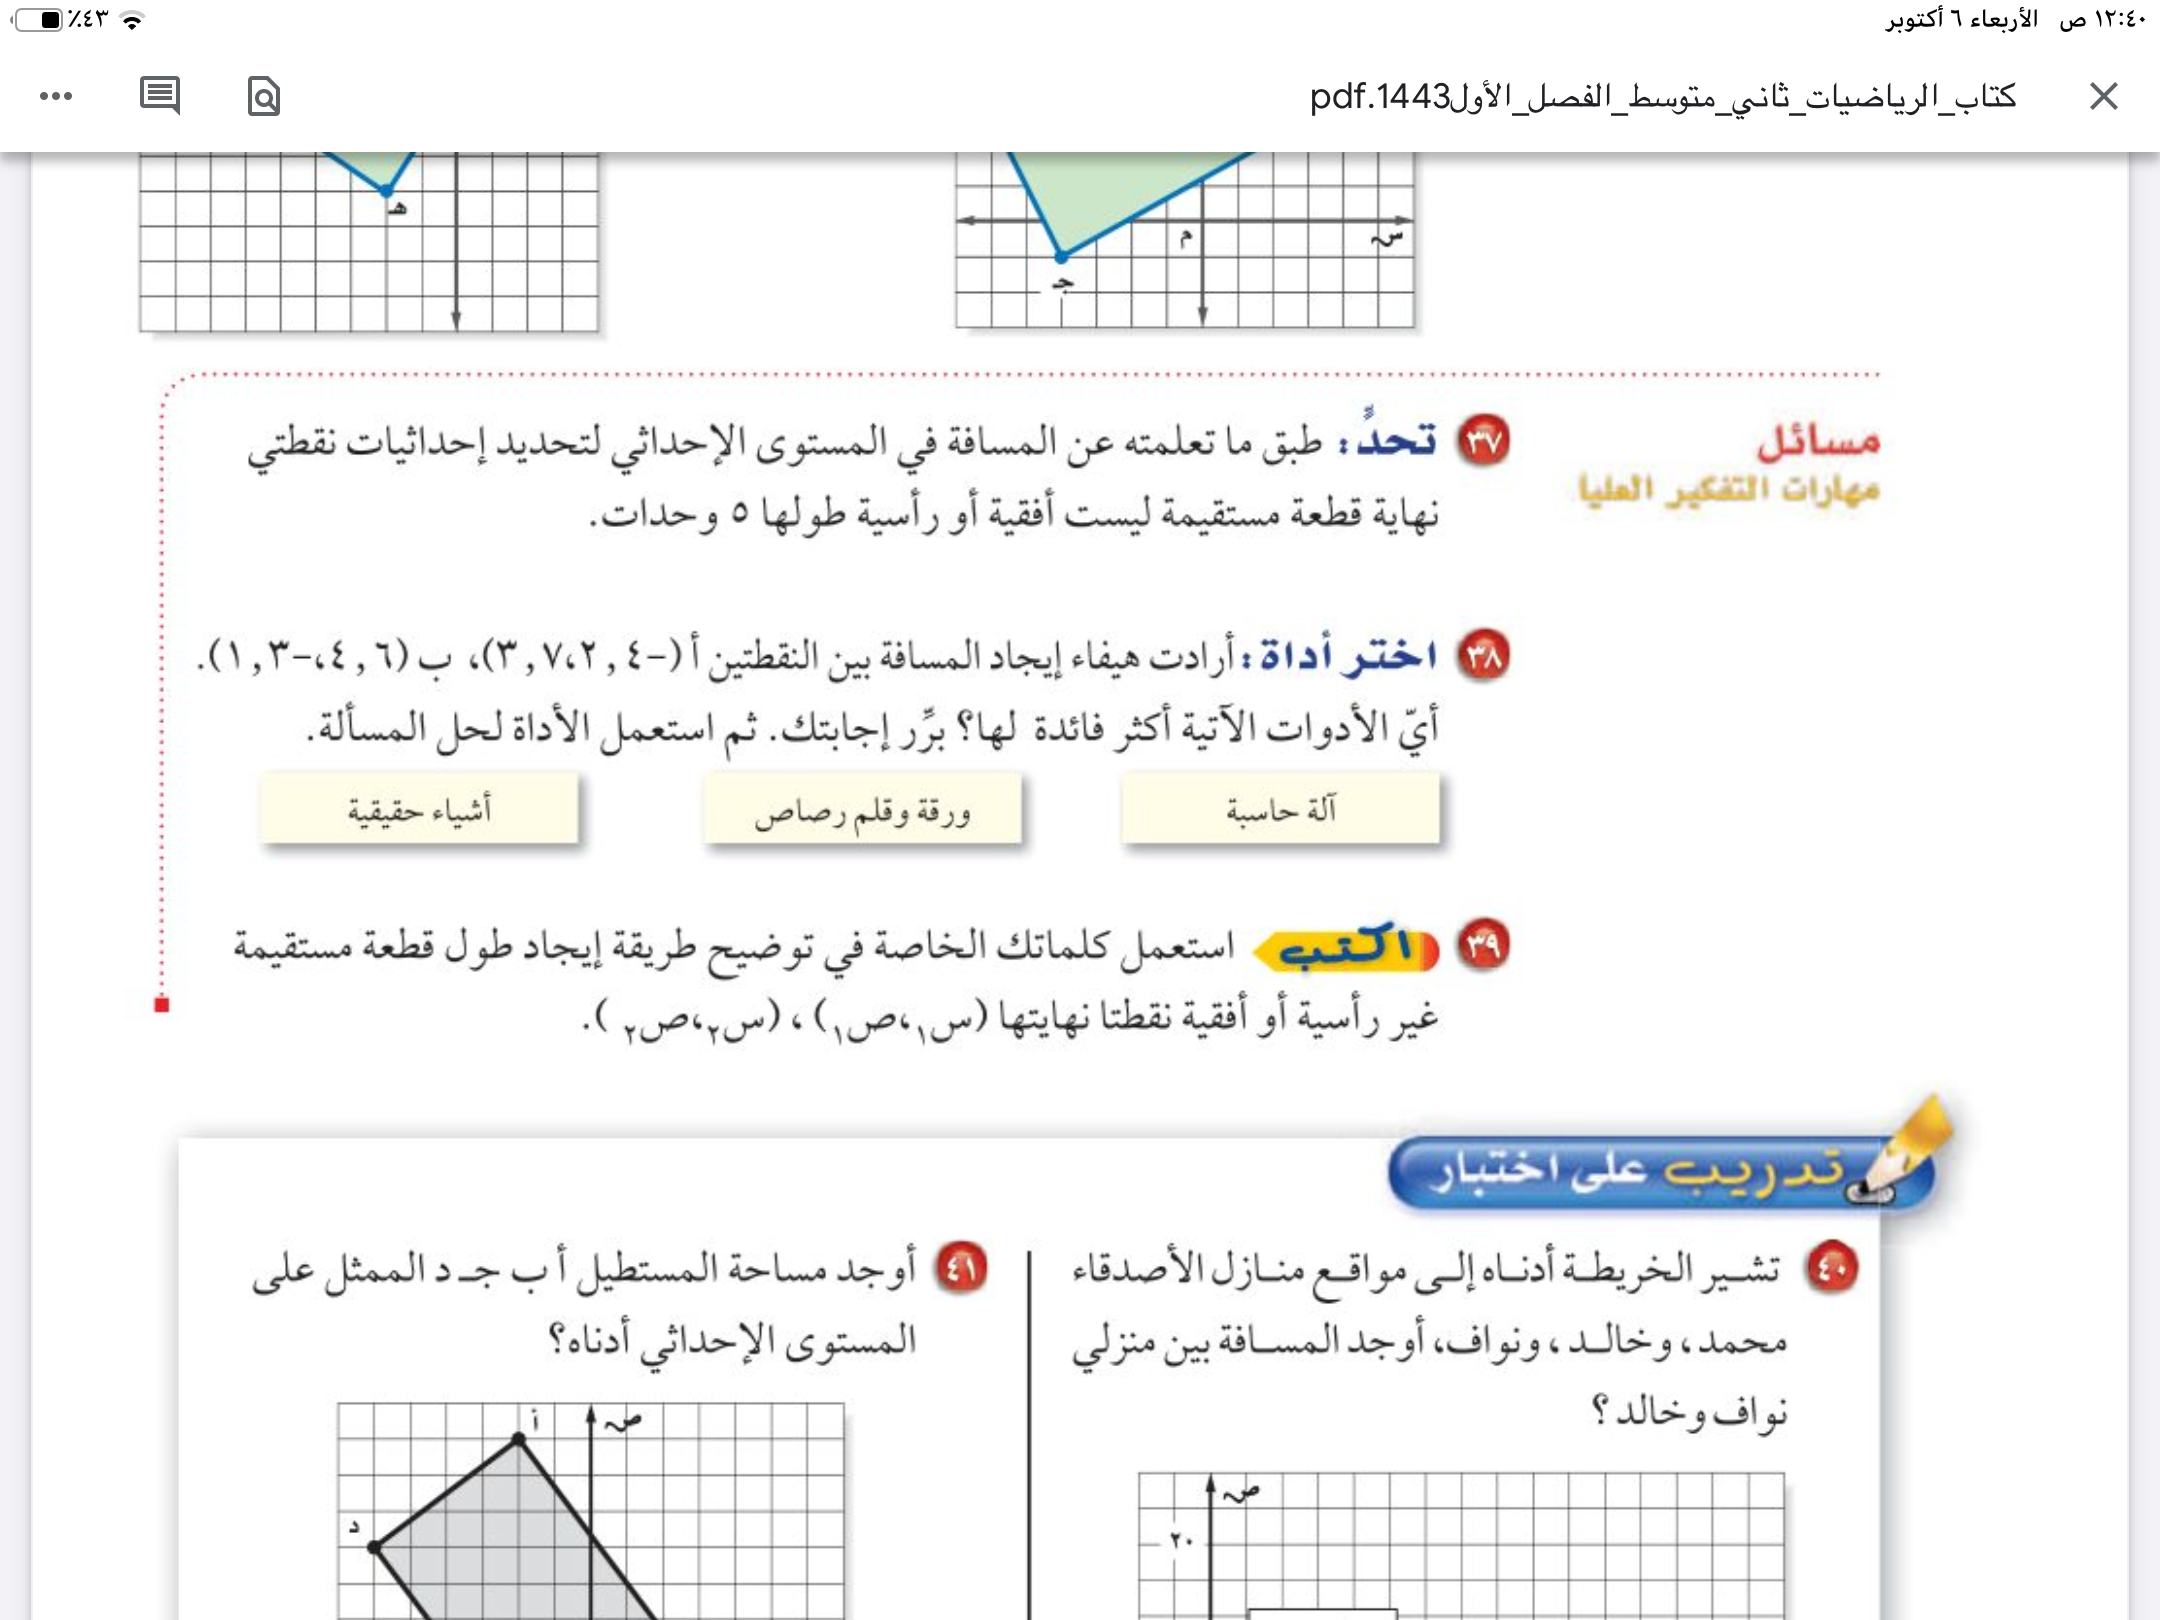 ١٢:٤٠ ص الأربعاء ٦ أكتوبر
٪٤٣
كتاب_الرياضيات_ثاني_متوسط_الفصل_الأول1443.pdf
هـ
م
س
جـ
مسائل
مهارات التفكير العليا
٣٧ تحدٍّ: طبق ما تعلمته عن المسافة في المستوى الإحداثي لتحديد إحداثيات نقطتي
نهاية قطعة مستقيمة ليست أفقية أو رأسية طولها ٥ وحدات.
٣٨ اختر أداة: أرادت هيفاء إيجاد المسافة بين النقطتين أ (-٤,٢،٣,٧)، ب (٤,٦،-١,٣).
أيّ الأدوات الآتية أكثر فائدة لها؟ برِّر إجابتك. ثم استعمل الأداة لحل المسألة.
آلة حاسبة
ورقة وقلم رصاص
أشياء حقيقية
٣٩ اكتب استعمل كلماتك الخاصة في توضيح طريقة إيجاد طول قطعة مستقيمة
غير رأسية أو أفقية نقطتا نهايتها (س١،ص١)، (س٢،ص٢).
تدريب على اختبار
٤٠ تشير الخريطة أدناه إلى مواقع منازل الأصدقاء
محمد، وخالد، ونواف، أوجد المسافة بين منزلي
نواف وخالد؟
ص
٢٠
٤١ أوجد مساحة المستطيل أ ب جـ د الممثل على
المستوى الإحداثي أدناه؟
أ
ص
د